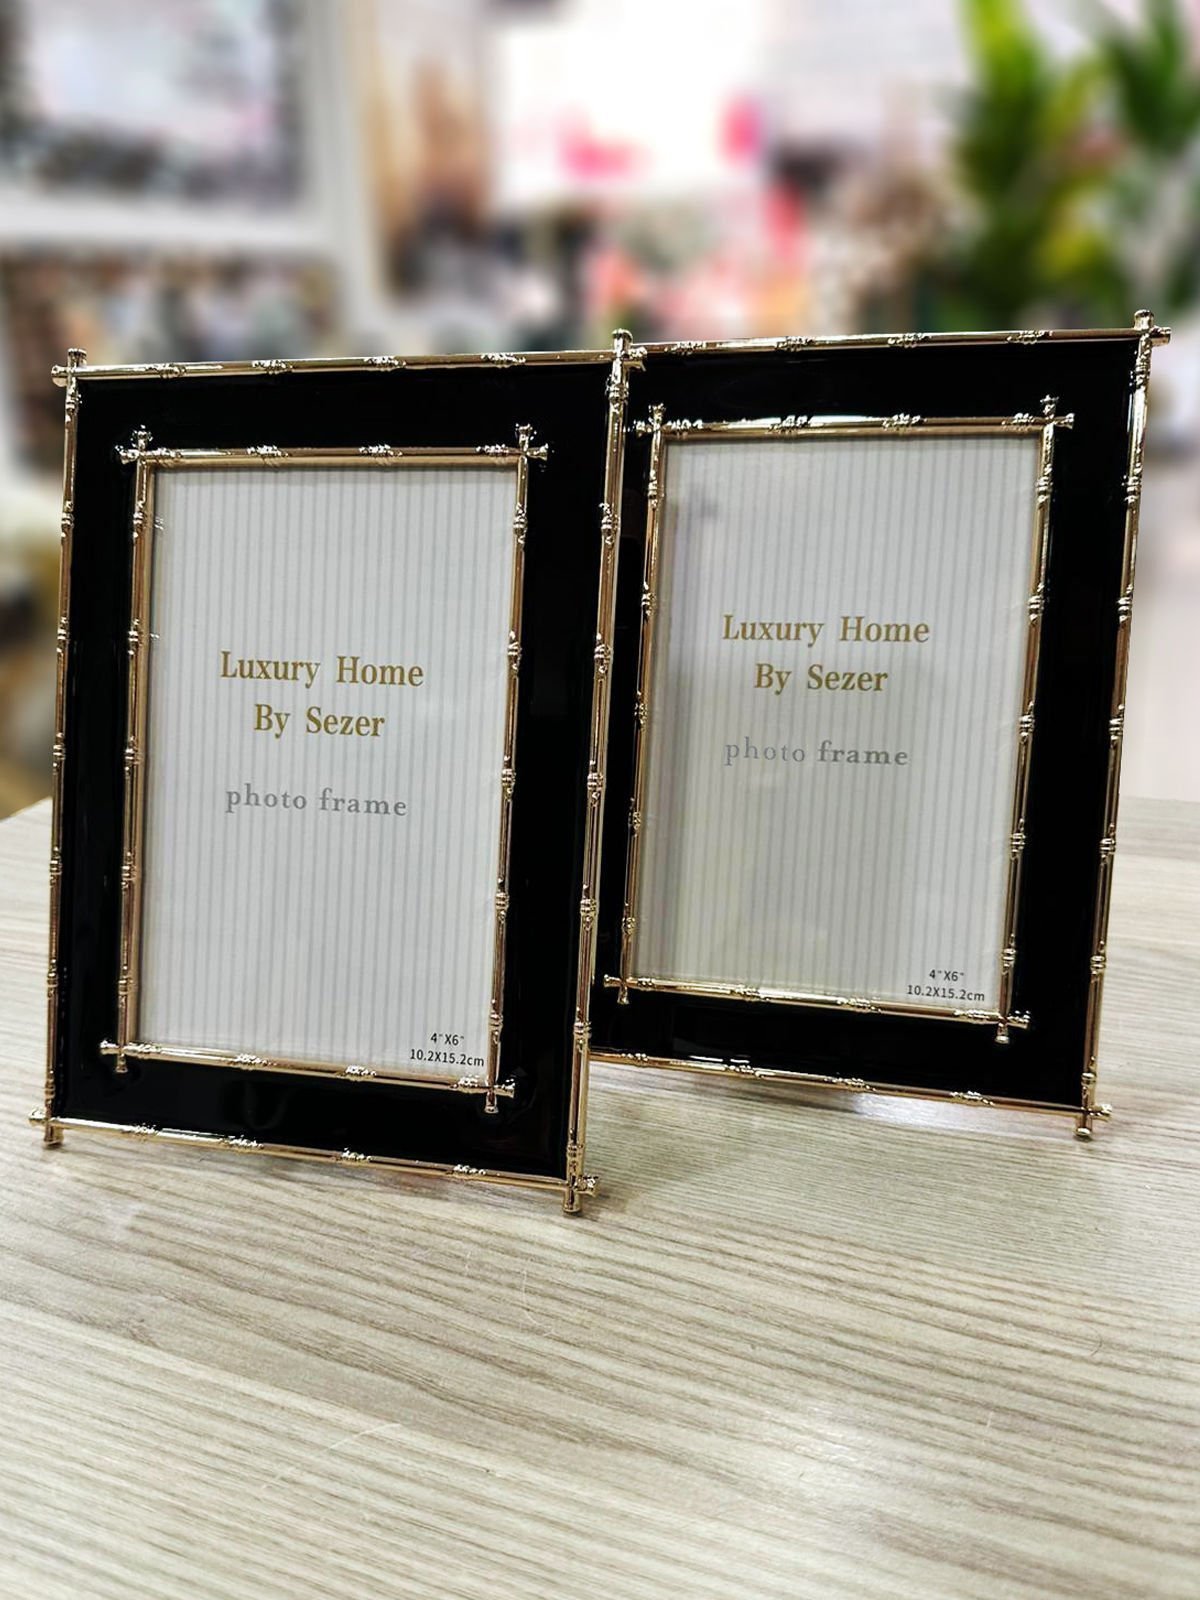 Luxury Home
By Sezer
photo frame
4"X6"
10.2X15.2cm
Luxury Home
By Sezer
photo frame
4"X6"
10.2X15.2cm